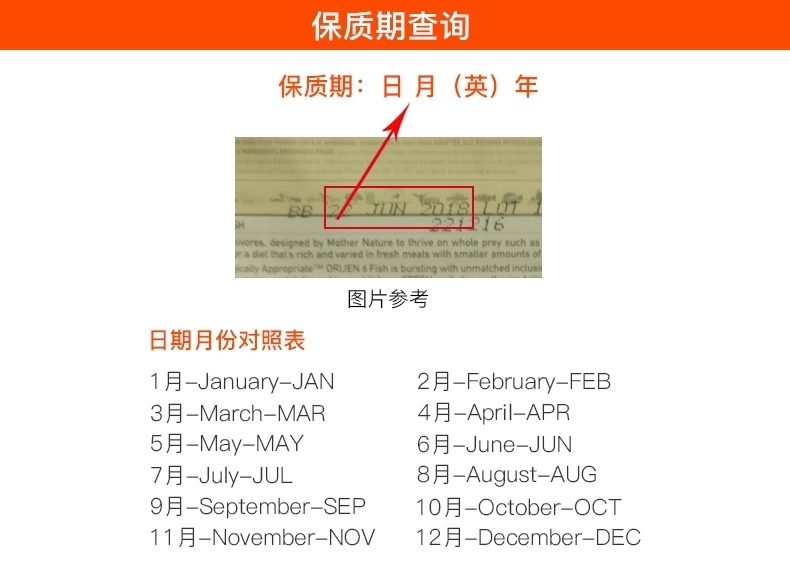 保质期查询
保质期：日 月（英）年
BB 22 JUN 2018 LOT 1
221216
SH
ivores, designed by Mother Nature to thrive on whole prey such as
or a diet that's rich and varied in fresh meats with smaller amounts of
ically Appropriate™ ORIJEN 6 Fish is bursting with unmatched inclusi
图片参考
日期月份对照表
1月-January-JAN 2月-February-FEB
3月-March-MAR 4月-April-APR
5月-May-MAY 6月-June-JUN
7月-July-JUL 8月-August-AUG
9月-September-SEP 10月-October-OCT
11月-November-NOV 12月-December-DEC